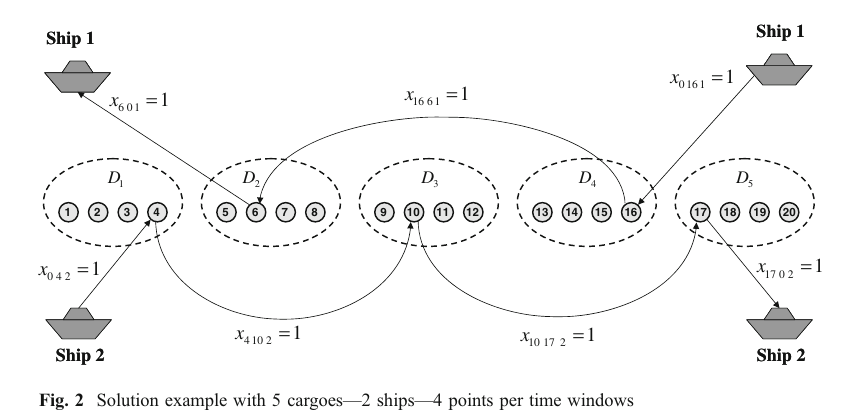 Ship 1
Ship 1
x_{6 0 1} = 1
x_{16 6 1} = 1
x_{0 16 1} = 1
D_1
D_2
D_3
D_4
D_5
1 2 3 4 5 6 7 8 9 10 11 12 13 14 15 16 17 18 19 20
x_{0 4 2} = 1
x_{17 0 2} = 1
x_{4 10 2} = 1
x_{10 17 2} = 1
Ship 2
Ship 2
Fig. 2 Solution example with 5 cargoes—2 ships—4 points per time windows